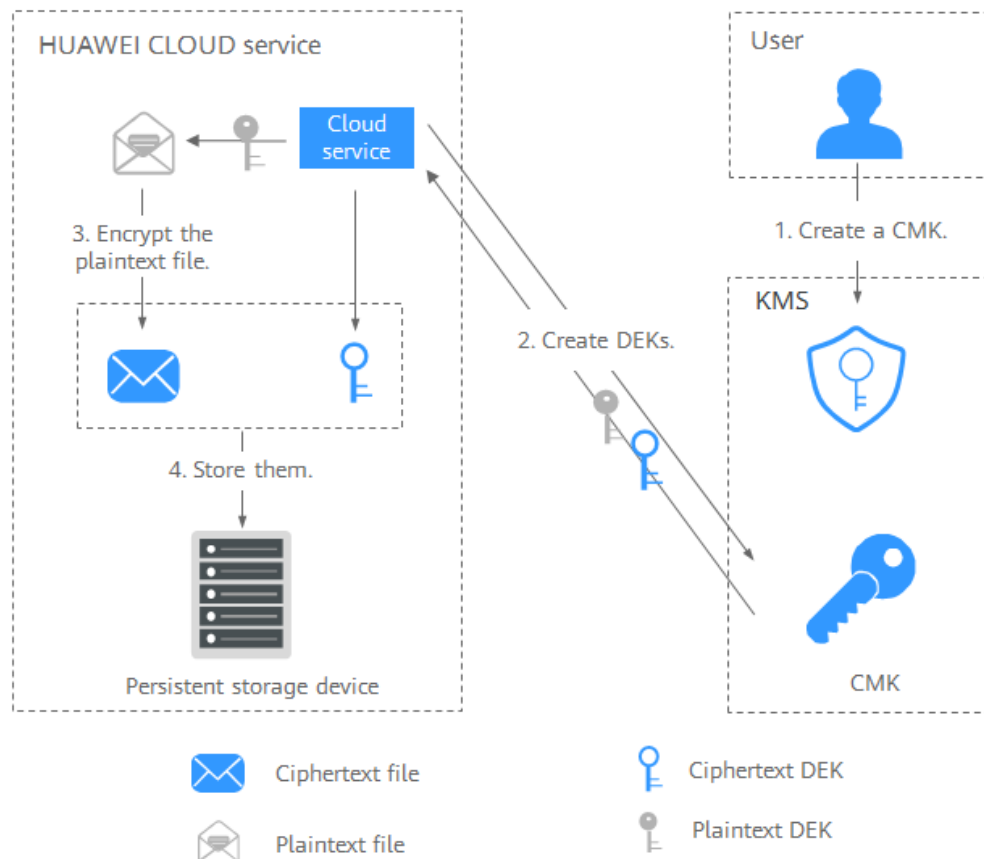 HUAWEI CLOUD service
User
Cloud
service
3. Encrypt the
plaintext file.
1. Create a CMK.
KMS
2. Create DEKs.
4. Store them.
Persistent storage device
CMK
Ciphertext file
Ciphertext DEK
Plaintext file
Plaintext DEK